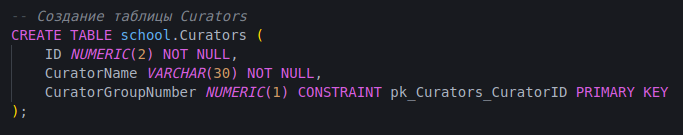 -- Создание таблицы Curators
CREATE TABLE school.Curators (
    ID NUMERIC(2) NOT NULL,
    CuratorName VARCHAR(30) NOT NULL,
    CuratorGroupNumber NUMERIC(1) CONSTRAINT pk_Curators_CuratorID PRIMARY KEY
);